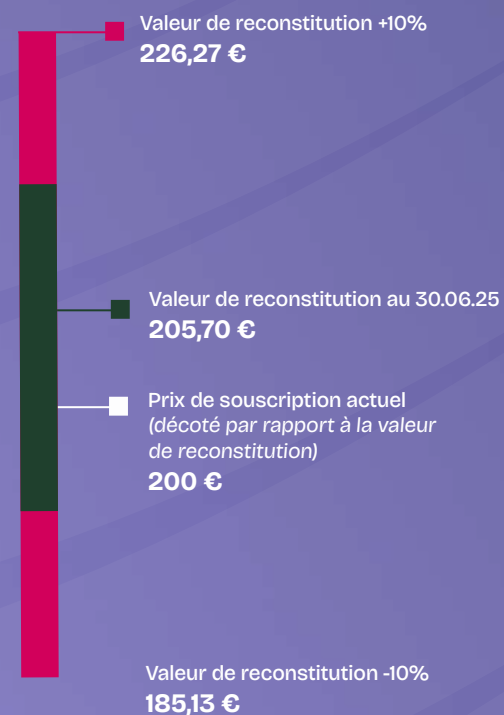 Valeur de reconstitution +10%
226,27 €
Valeur de reconstitution au 30.06.25
205,70 €
Prix de souscription actuel
(décoté par rapport à la valeur
de reconstitution)
200 €
Valeur de reconstitution -10%
185,13 €